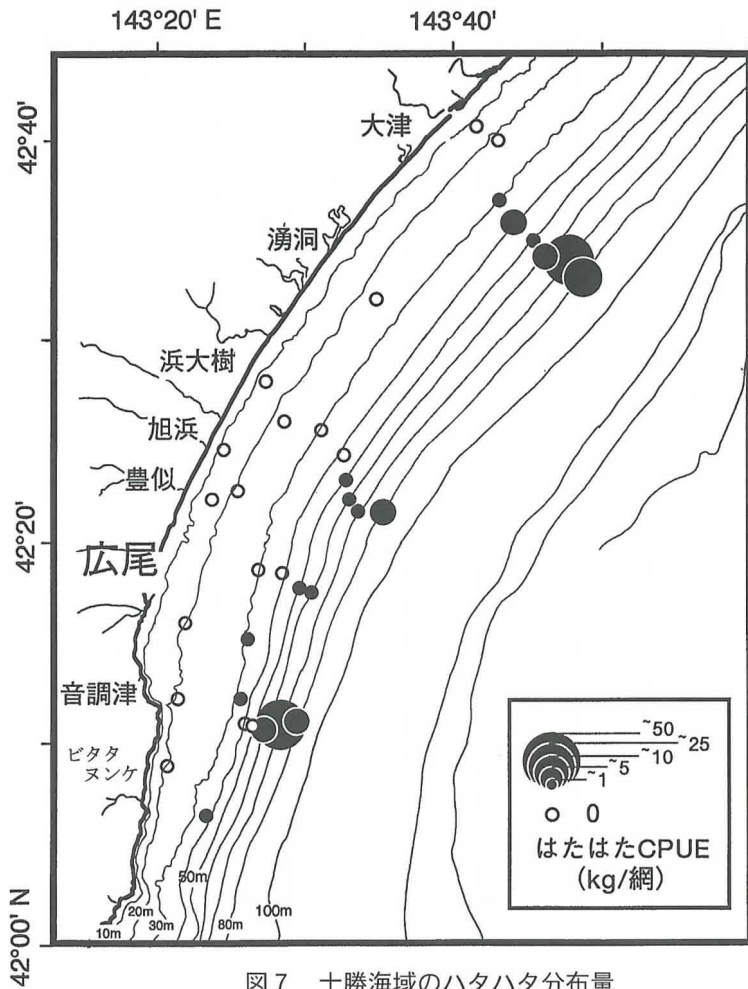 143°20' E
143°40'
42°40'
42°20'
42°00' N
大津
湧洞
浜大樹
旭浜
豊似
広尾
音調津
ビタタ
ヌンケ
10m
20m
30m
50m
80m
100m
~50
~25
~10
~5
~1
0
はたはたCPUE
(kg/網)
図7 十勝海域のハタハタ分布量